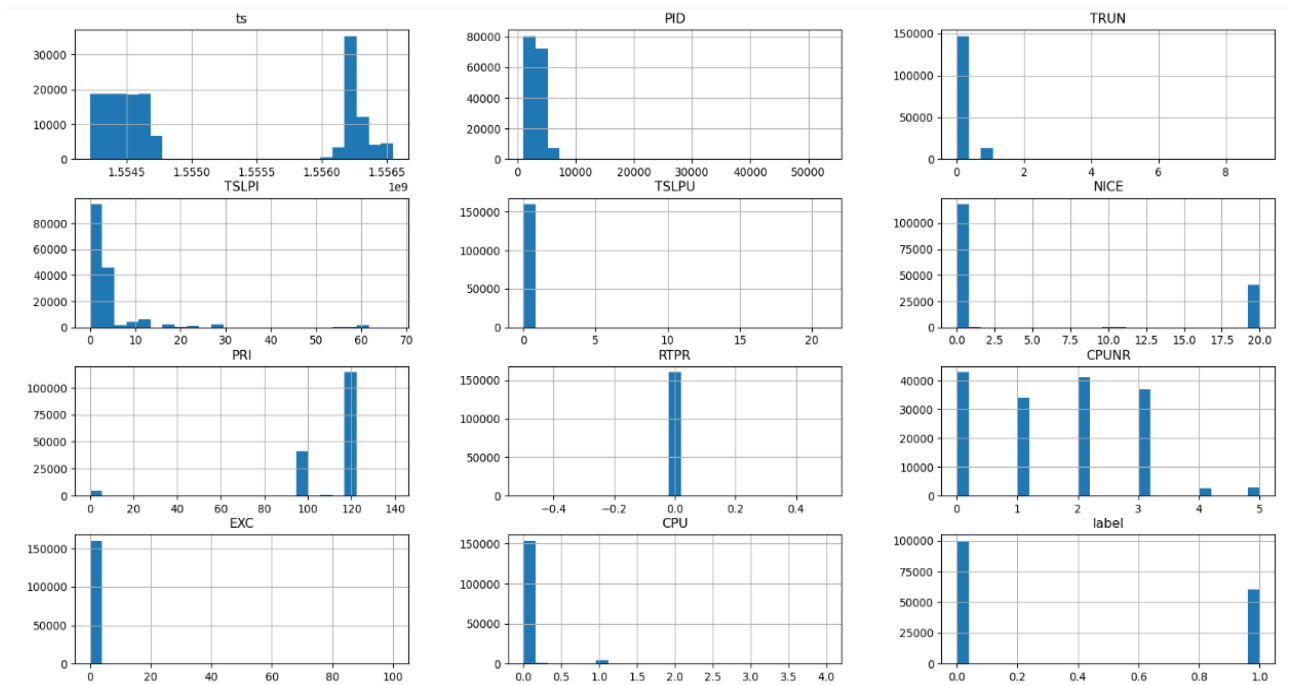 ts PID TRUN
30000 80000 150000
20000 60000 100000
40000
10000 20000 50000
0 0 0
1.5545 1.5550 1.5555 1.5560 1.5565 0 10000 20000 30000 40000 50000 0 2 4 6 8
1e9
TSLPI TSLPU NICE
80000 150000 100000
60000 100000 75000
40000 50000
20000 50000 25000
0 0 0
0 10 20 30 40 50 60 70 0 5 10 15 20 0.0 2.5 5.0 7.5 10.0 12.5 15.0 17.5 20.0
PRI RTPR CPUNR
100000 150000 40000
75000 100000 30000
50000 20000
25000 50000 10000
0 0 0
0 20 40 60 80 100 120 140 −0.4 −0.2 0.0 0.2 0.4 0 1 2 3 4 5
EXC CPU label
150000 150000 100000
75000
100000 100000 50000
50000 50000 25000
0 0 0
0 20 40 60 80 100 0.0 0.5 1.0 1.5 2.0 2.5 3.0 3.5 4.0 0.0 0.2 0.4 0.6 0.8 1.0